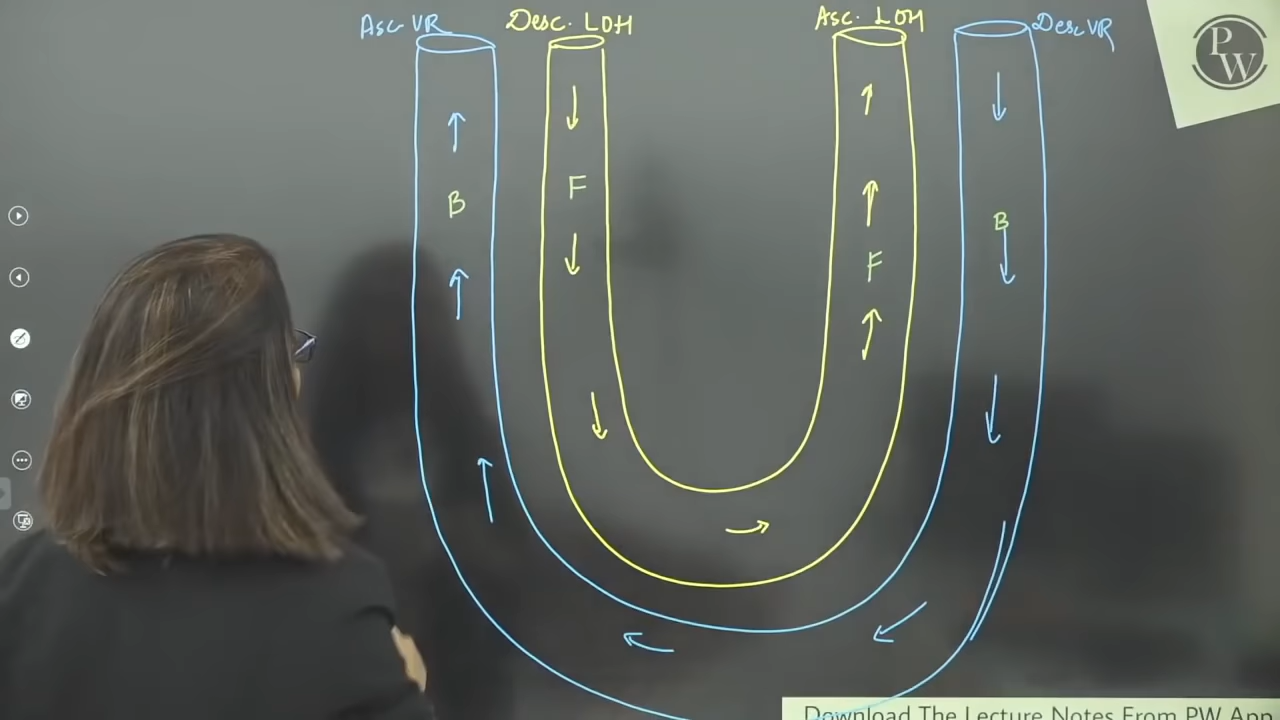 Asc VR
Desc. LOH
Asc. LOH
Desc VR
PW
B
F
F
B
Download The Lecture Notes From PW App